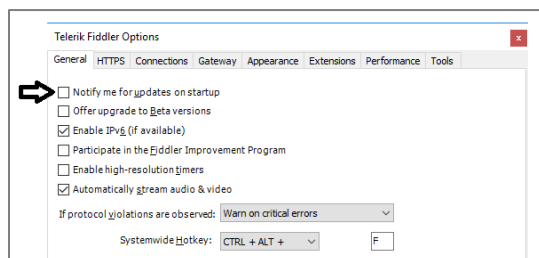 Telerik Fiddler Options
x
General HTTPS Connections Gateway Appearance Extensions Performance Tools
Notify me for updates on startup
Offer upgrade to Beta versions
Enable IPv6 (if available)
Participate in the Fiddler Improvement Program
Enable high-resolution timers
Automatically stream audio & video
If protocol violations are observed: Warn on critical errors
Systemwide Hotkey: CTRL + ALT + F